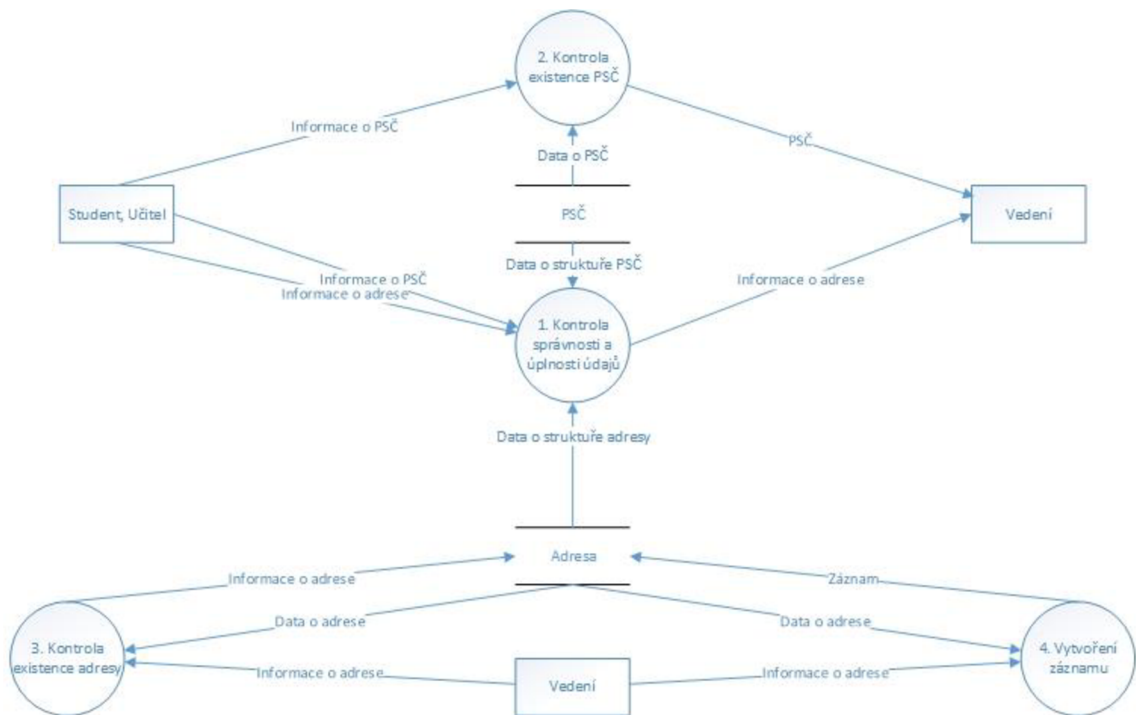 2. Kontrola
existence PSČ
Informace o PSČ
PSČ
Data o PSČ
Student, Učitel
PSČ
Vedení
Data o struktuře PSČ
Informace o PSČ
Informace o adrese
Informace o adrese
1. Kontrola
správnosti a
úplnosti údajů
Data o struktuře adresy
Adresa
Informace o adrese
Záznam
Data o adrese
Data o adrese
3. Kontrola
existence adresy
4. Vytvoření
záznamu
Informace o adrese
Vedení
Informace o adrese